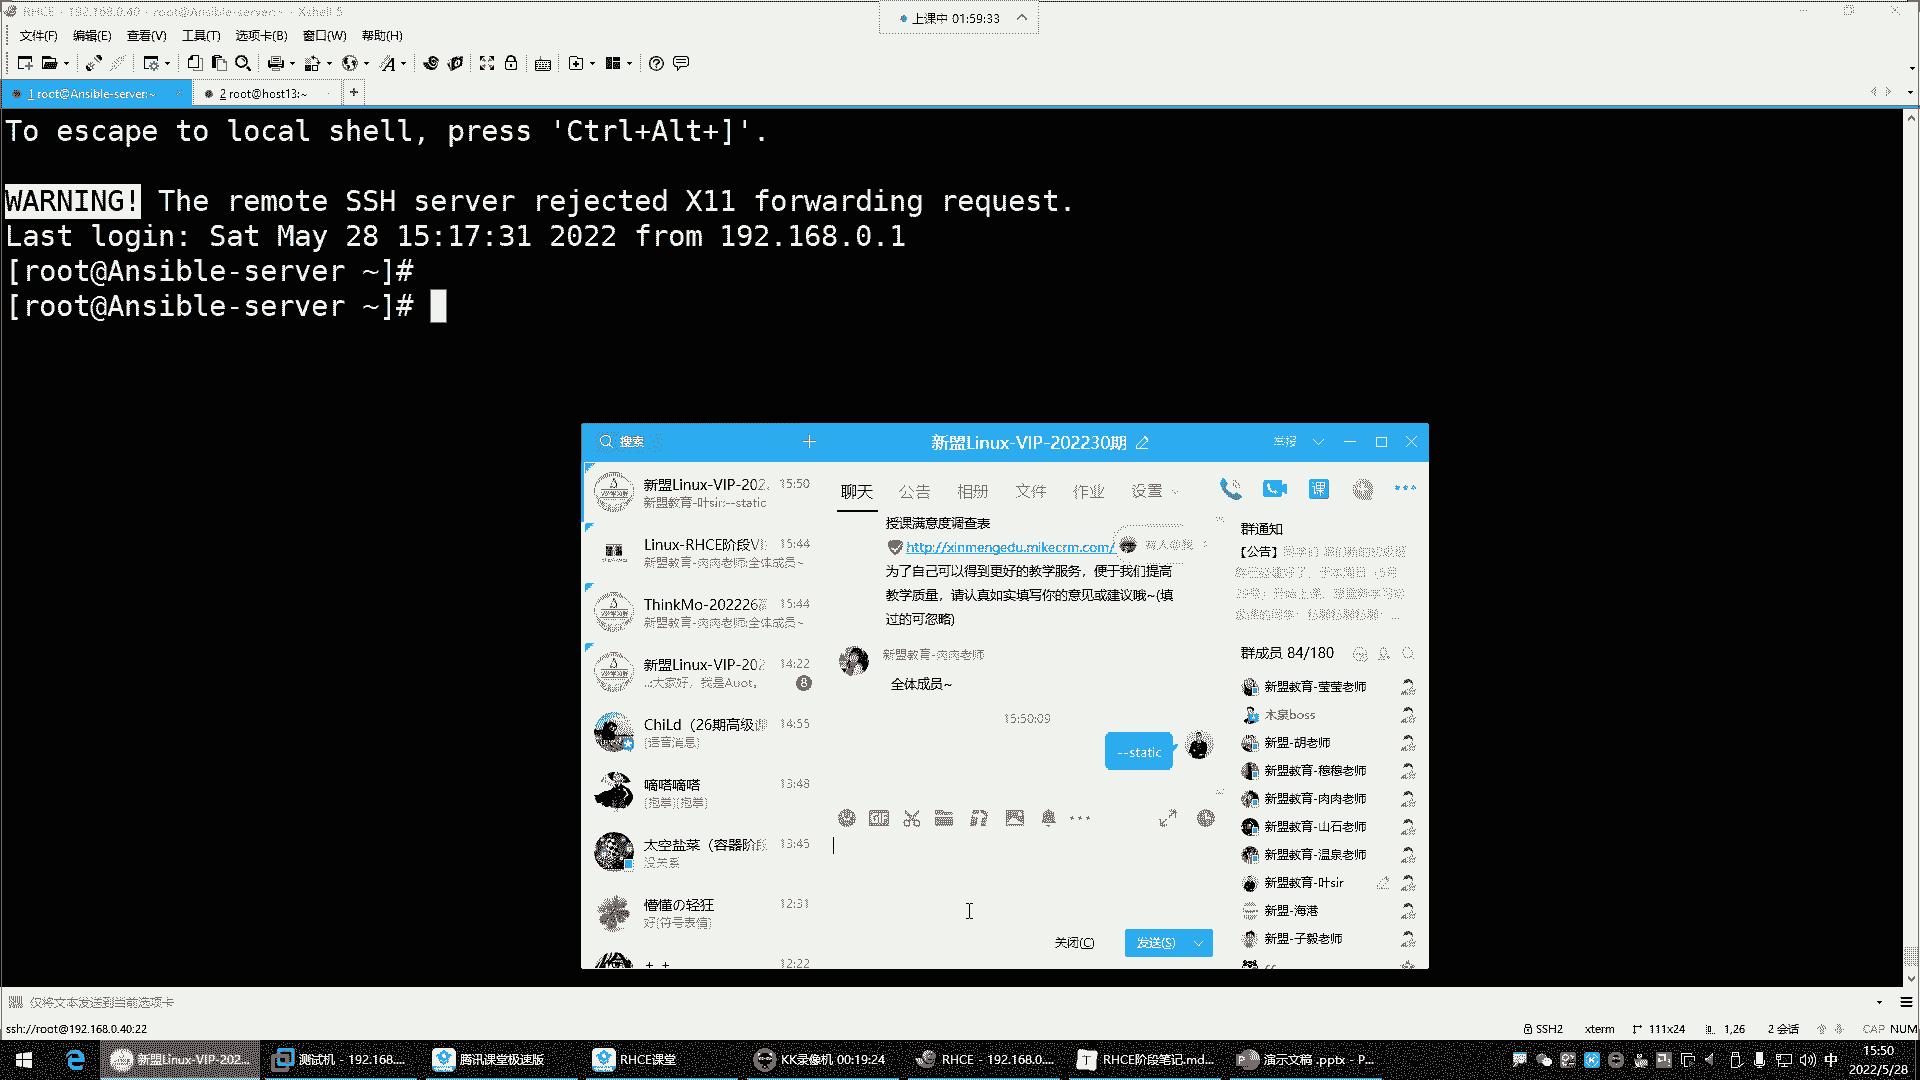 RHCE - 192.168.0.40 - root@Ansible-server:~ - Xshell 5
上课中 01:59:33
文件(F) 编辑(E) 查看(V) 工具(T) 选项卡(B) 窗口(W) 帮助(H)
1 root@Ansible-server:~
2 root@host13:~
To escape to local shell, press 'Ctrl+Alt+]'.
WARNING! The remote SSH server rejected X11 forwarding request.
Last login: Sat May 28 15:17:31 2022 from 192.168.0.1
[root@Ansible-server ~]#
[root@Ansible-server ~]#
搜索
新盟Linux-VIP-202230期
举报
新盟Linux-VIP-202... 15:50
新盟教育-叶sir:--static
Linux-RHCE阶段VI 15:44
新盟教育-肉肉老师:全体成员~
ThinkMo-202226 15:44
新盟教育-肉肉老师:全体成员~
新盟Linux-VIP-202 14:22
...:大家好，我是Auot,
8
ChiLd（26期高级 14:55
[语音消息]
嘀嗒嘀嗒 13:48
[抱拳][抱拳]
太空盐菜（容器阶段 13:45
没关系
懵懂の轻狂 12:31
好[符号表情]
12:22
聊天 公告 相册 文件 作业 设置
课
授课满意度调查表
http://xinmengedu.mikecrm.com/
有人@我
为了自己可以得到更好的教学服务，便于我们提高
教学质量，请认真如实填写你的意见或建议哦~(填
过的可忽略)
新盟教育-肉肉老师
全体成员~
15:50:09
--static
GIF
关闭(C)
发送(S)
群通知
【公告】
群成员 84/180
新盟教育-莹莹老师
木泉boss
新盟-胡老师
新盟教育-穆穆老师
新盟教育-肉肉老师
新盟教育-山石老师
新盟教育-温泉老师
新盟教育-叶sir
新盟-海港
新盟-子毅老师
仅将文本发送到当前选项卡
ssh://root@192.168.0.40:22
SSH2 xterm 111x24 1,26 2 会话 CAP NUM
新盟Linux-VIP-202...
测试机 - 192.168....
腾讯课堂极速版
RHCE课堂
KK录像机 00:19:24
RHCE - 192.168.0....
RHCE阶段笔记.md...
演示文稿 .pptx - P...
中
15:50
2022/5/28